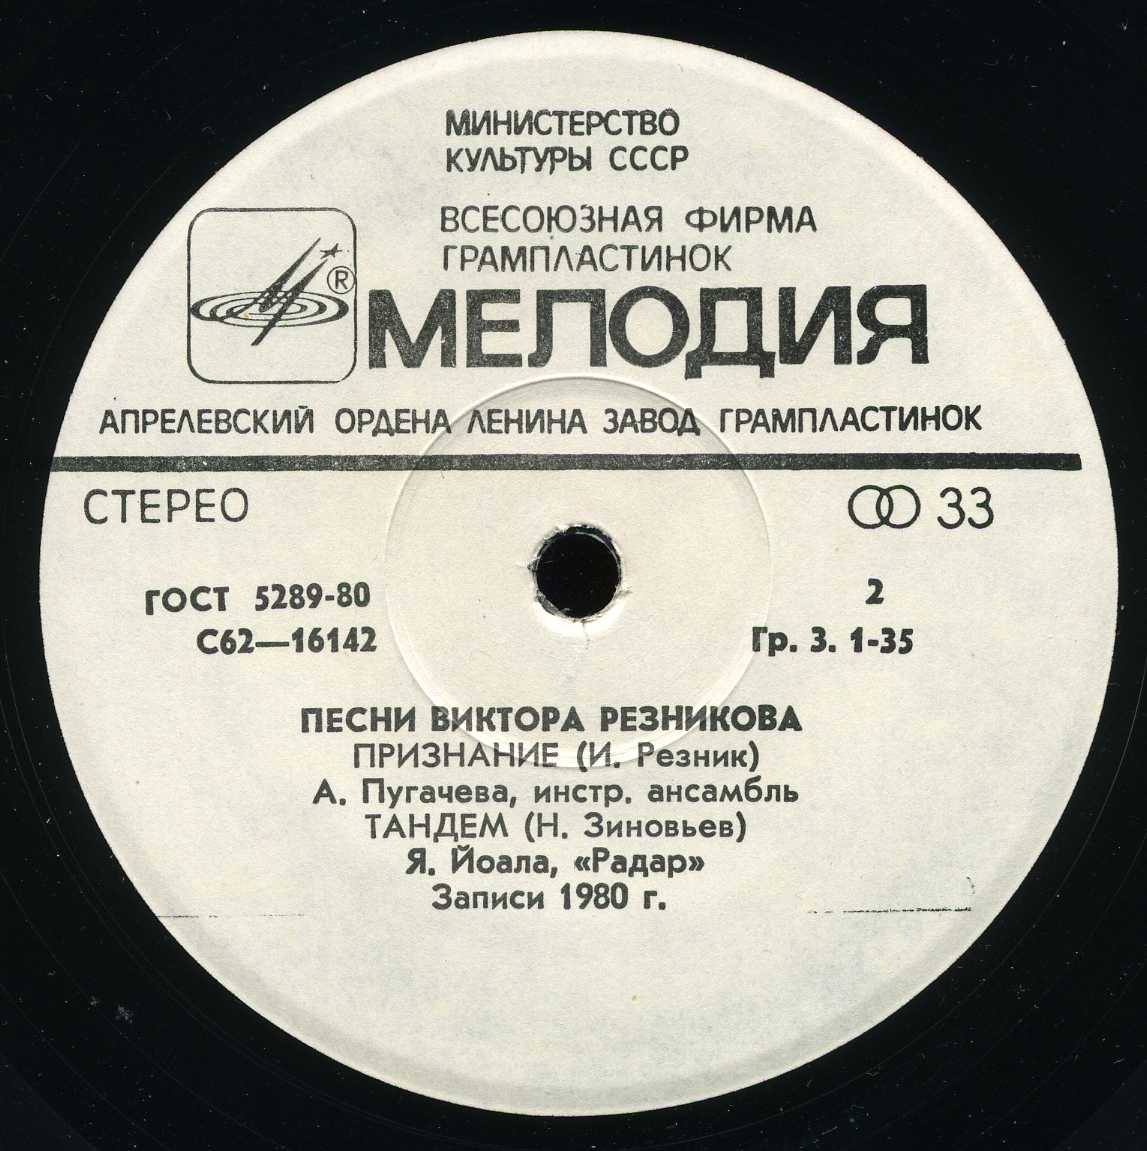 МИНИСТЕРСТВО
КУЛЬТУРЫ СССР
ВСЕСОЮЗНАЯ ФИРМА
ГРАМПЛАСТИНОК
®
МЕЛОДИЯ
АПРЕЛЕВСКИЙ ОРДЕНА ЛЕНИНА ЗАВОД ГРАМПЛАСТИНОК
СТЕРЕО 33
ГОСТ 5289-80 2
С62—16142 Гр. 3. 1-35
ПЕСНИ ВИКТОРА РЕЗНИКОВА
ПРИЗНАНИЕ (И. Резник)
А. Пугачева, инстр. ансамбль
ТАНДЕМ (Н. Зиновьев)
Я. Йоала, «Радар»
Записи 1980 г.